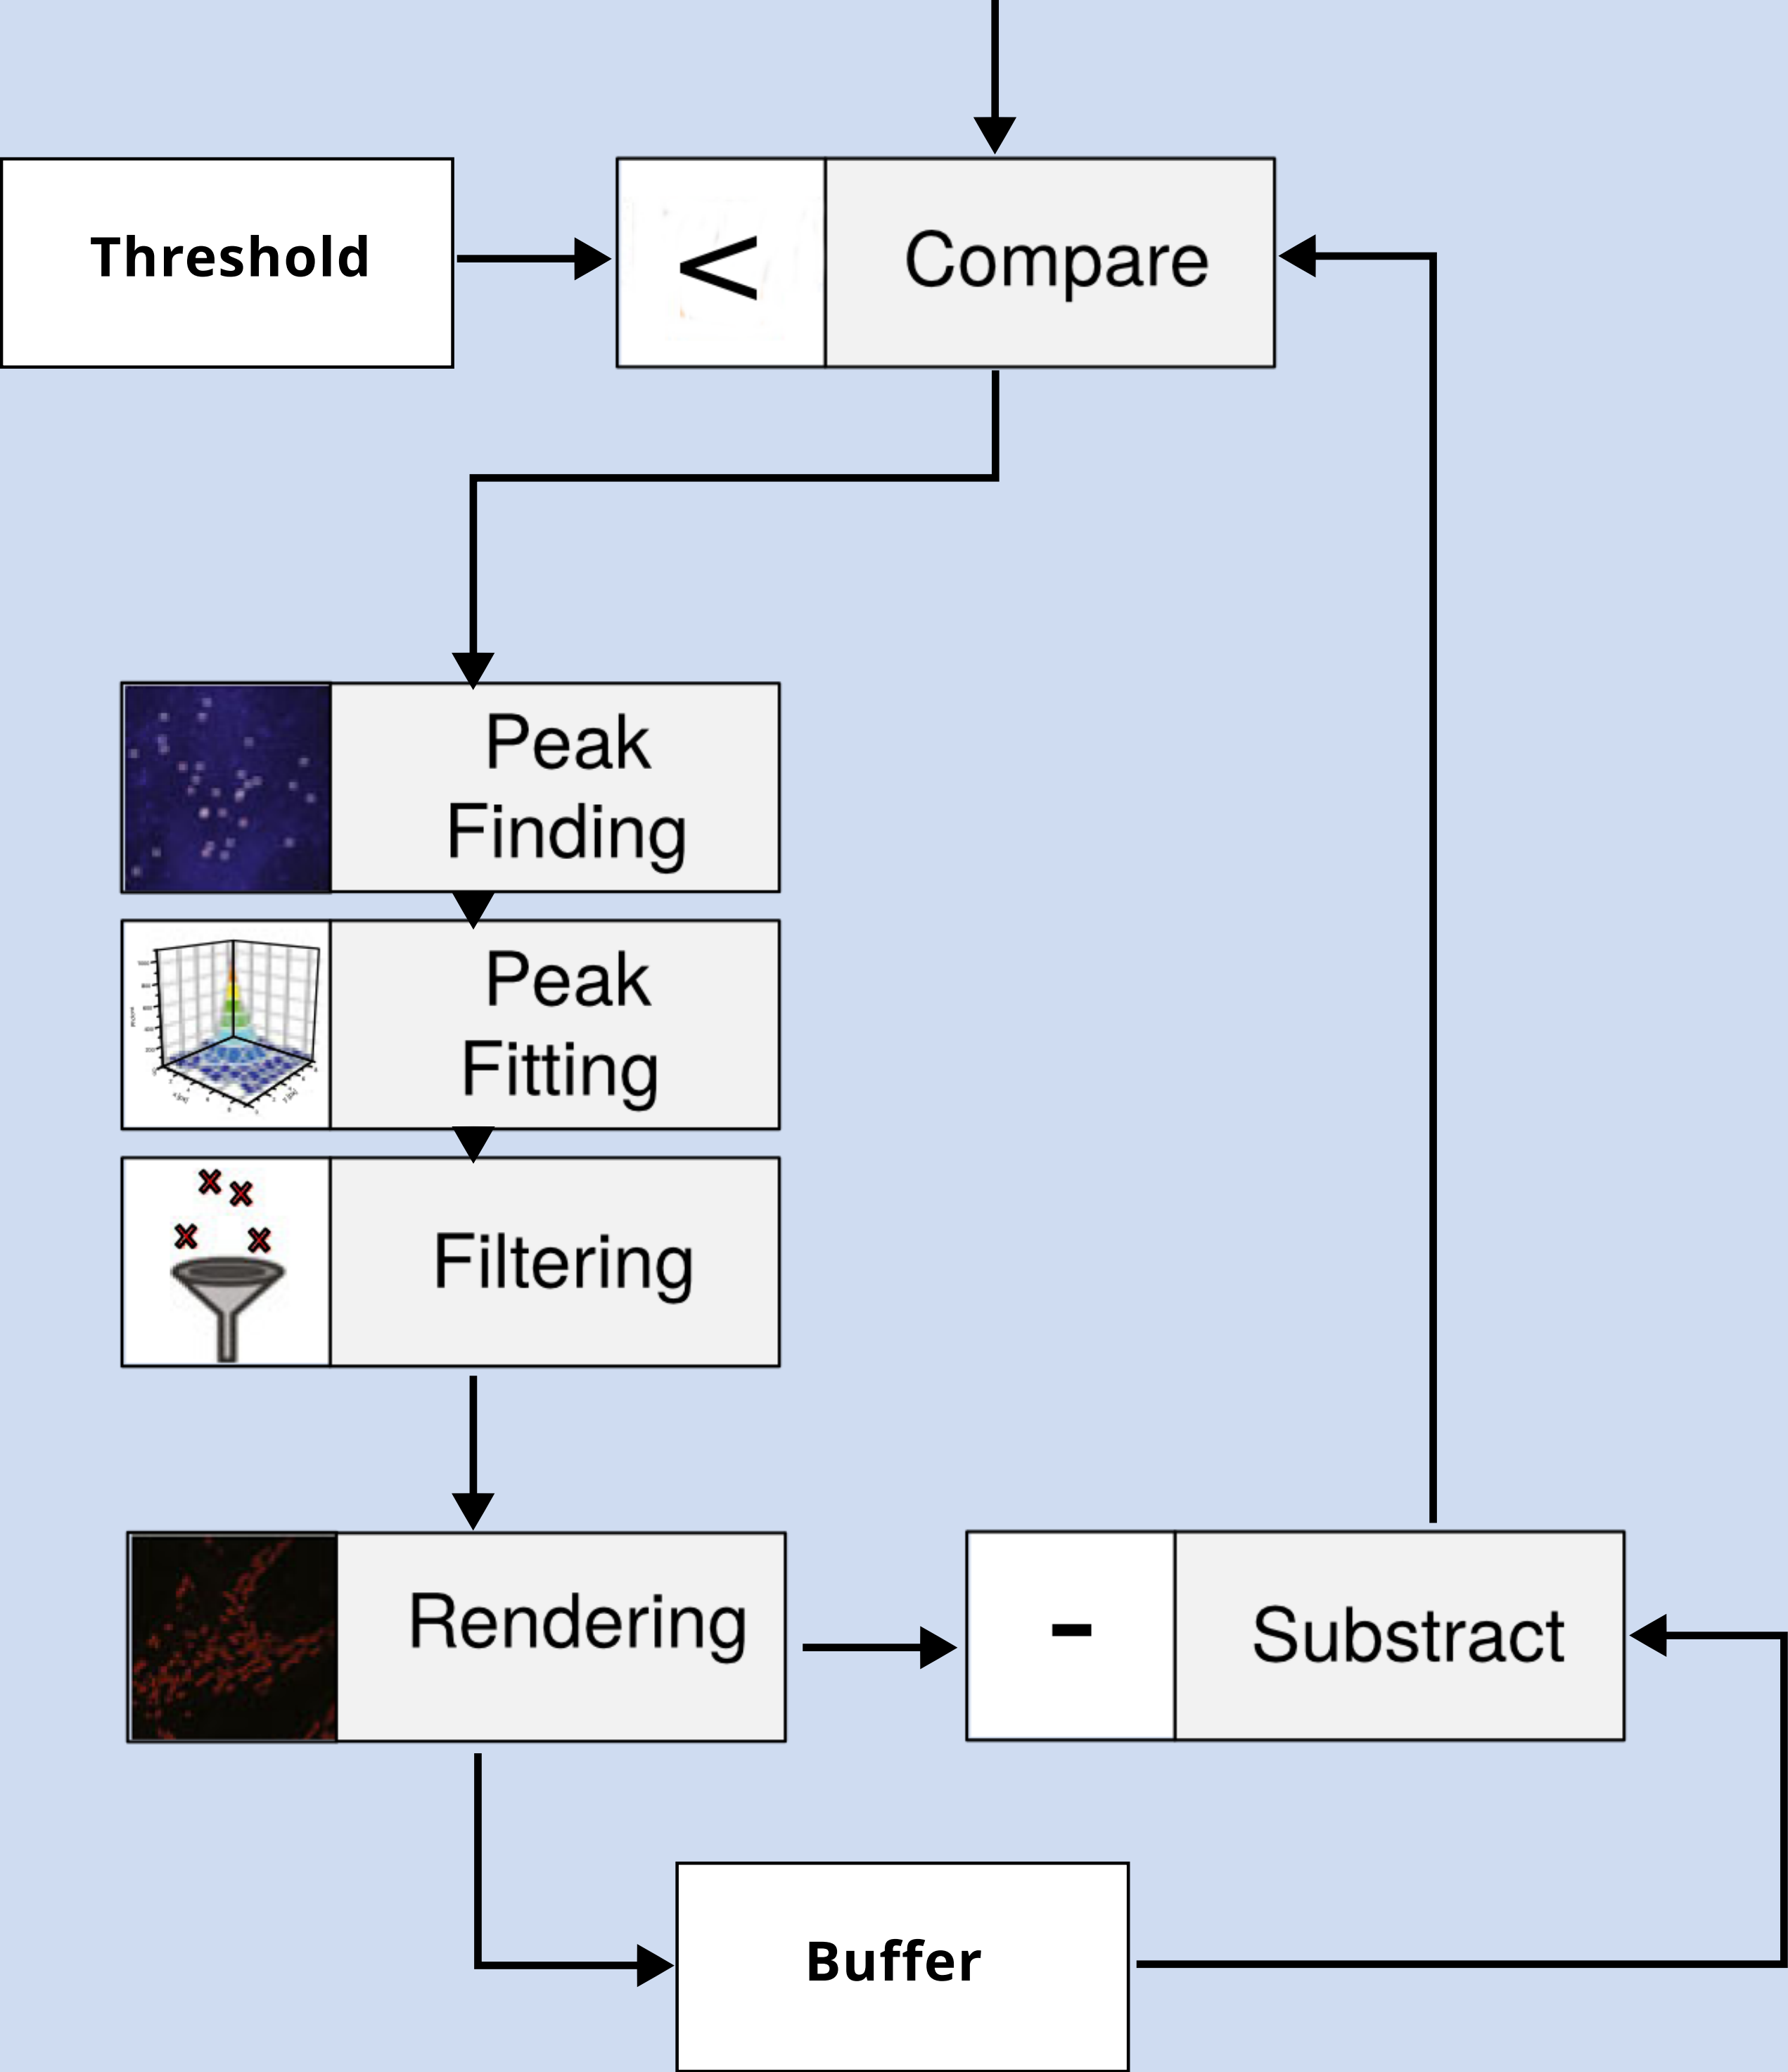 Threshold
<
Compare
Peak
Finding
Peak
Fitting
Filtering
Rendering
-
Substract
Buffer